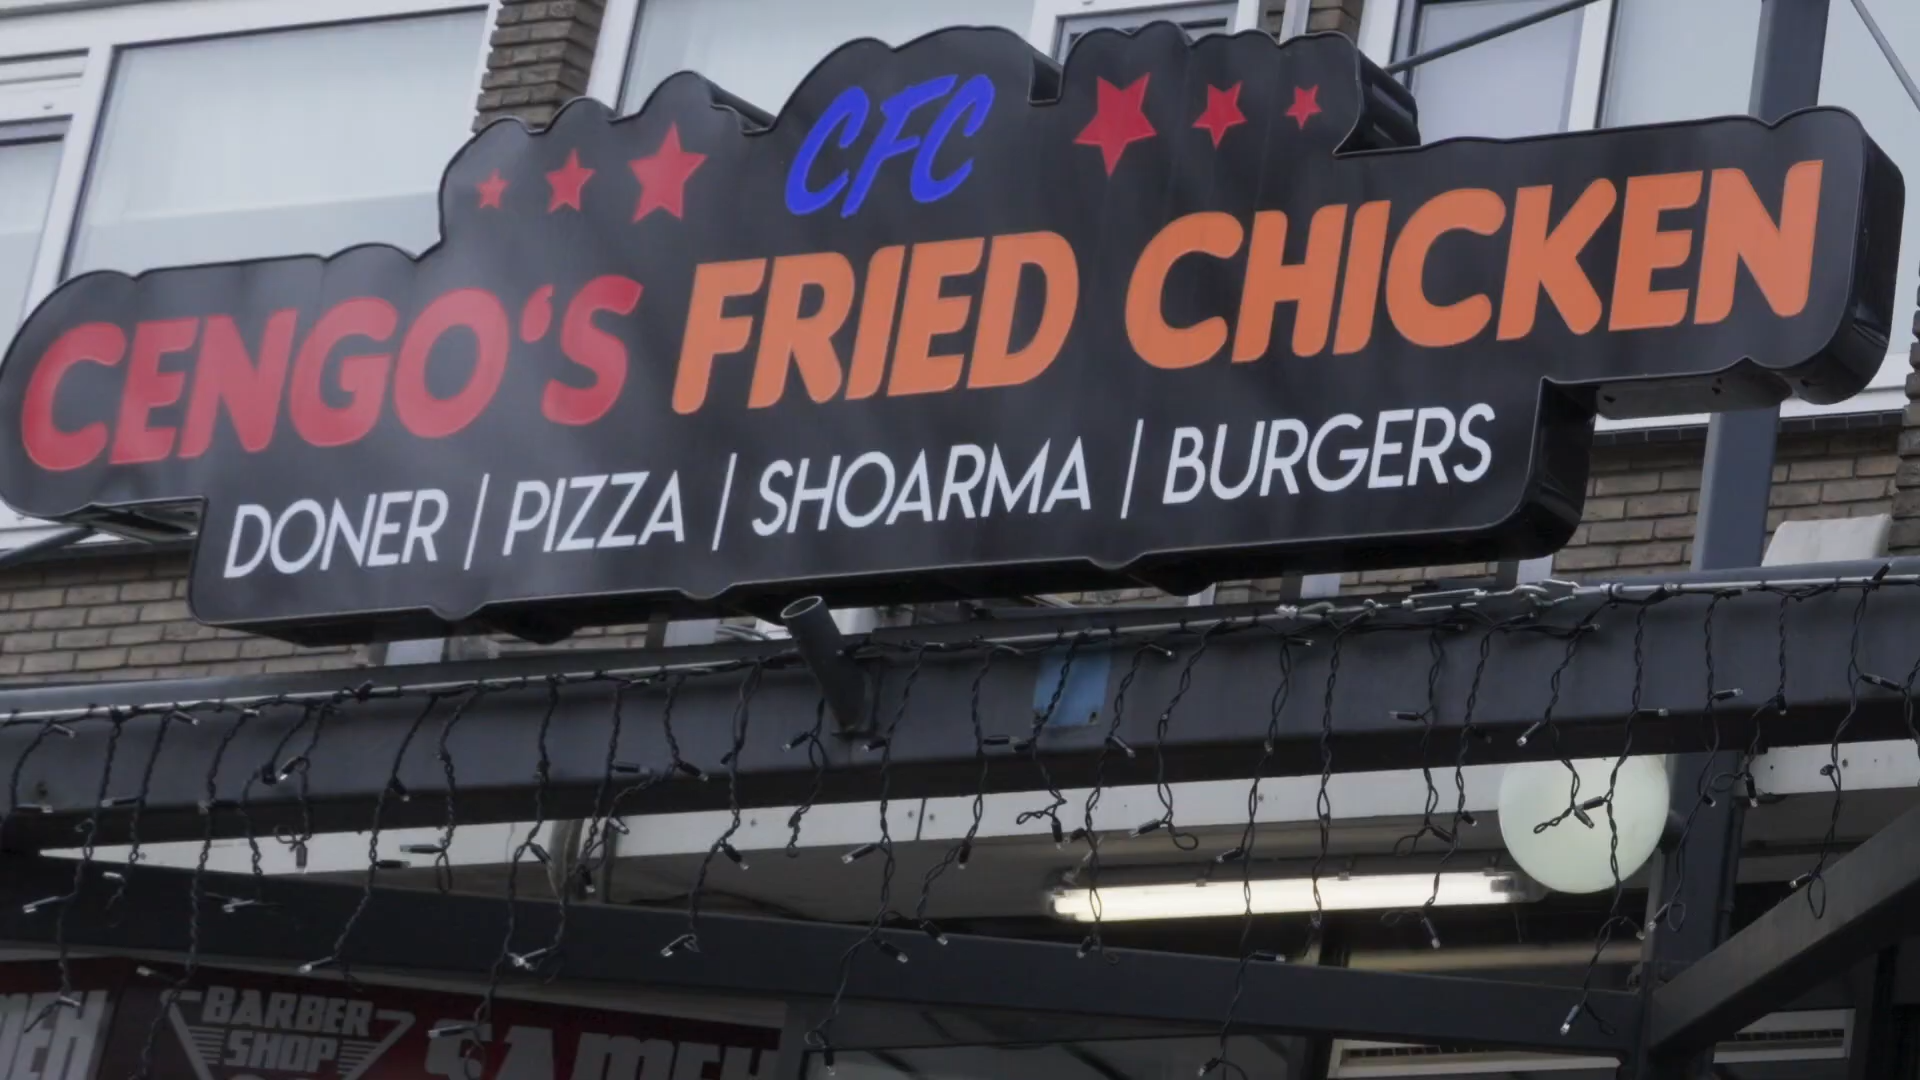 CFC
CENGO'S FRIED CHICKEN
DONER | PIZZA | SHOARMA | BURGERS
BARBER
SHOP